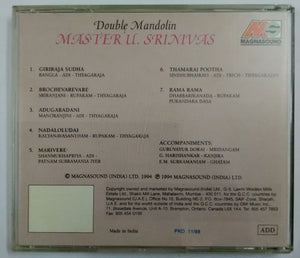 Double Mandolin
MAGNASOUND
MASTER U. SRINIVAS
1. GIRIRAJA SUDHA
BANGLA - ADI - THYAGARAJA
2. BROCHEVAREVARE
SRIRANJANI - RUPAKAM - THYAGARAJA
3. ADUGARADANI
MANORANJINI - ADI - THYAGARAJA
4. NADALOLUDAI
KALYANAVASANTHAM - RUPAKAM - THYAGARAJA
5. MARIVERE
SHANMUKHAPRIYA - ADI -
PATNAM SUBRAMANIA IYER
6. THAMARAI POOTHA
SINDHUBHAIRAVI - ADI - TRICH - THYAGARAJAN
7. RAMA RAMA
DHARBARIKANADA - RUPAKAM -
PURANDARA DASA
ACCOMPANIMENTS
GURUVAYUR DORAI - MRIDANGAM
G. HARISHANKAR - KANJIRA
E.M. SUBRAMANIAM - GHATAM
Ⓟ MAGNASOUND (INDIA) LTD. 1994 © 1994 MAGNASOUND (INDIA) LTD.
Made in India
PKD. 11/98
ADD